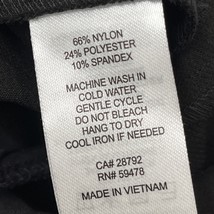 66% NYLON
24% POLYESTER
10% SPANDEX
MACHINE WASH IN
COLD WATER
GENTLE CYCLE
DO NOT BLEACH
HANG TO DRY
COOL IRON IF NEEDED
CA# 28792
RN# 59478
MADE IN VIETNAM